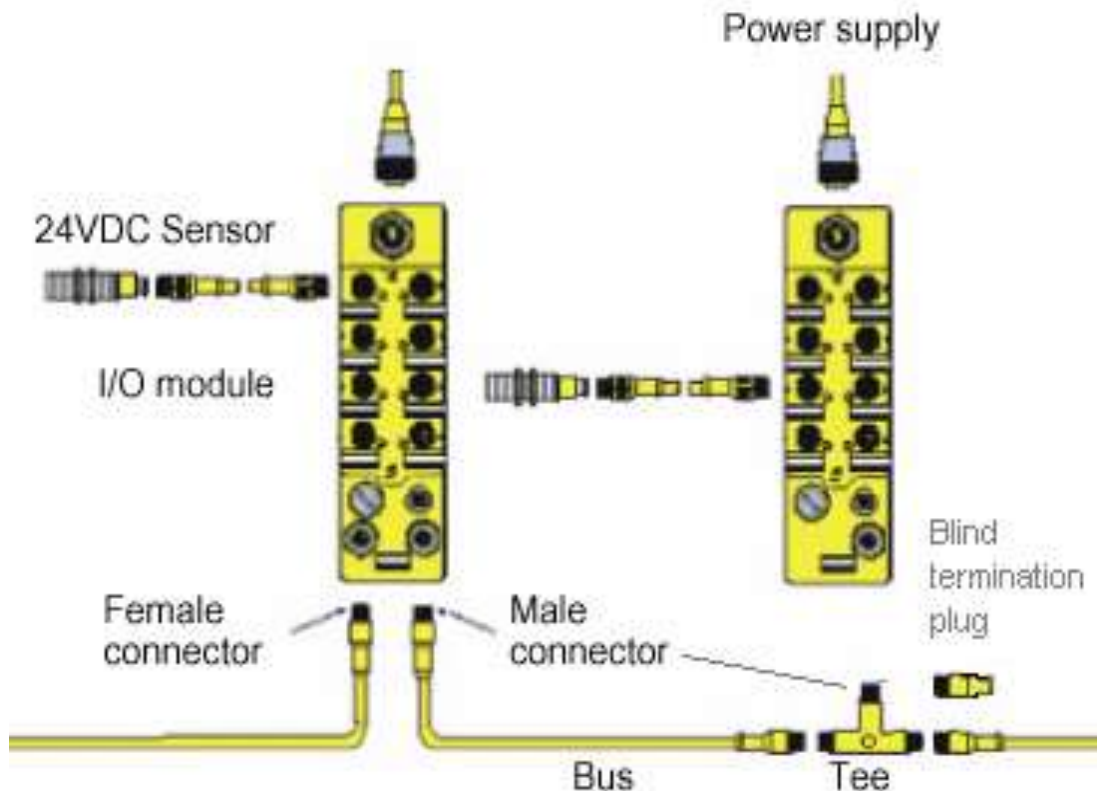 Power supply
24VDC Sensor
I/O module
Blind
termination
plug
Female
connector
Male
connector
Bus
Tee